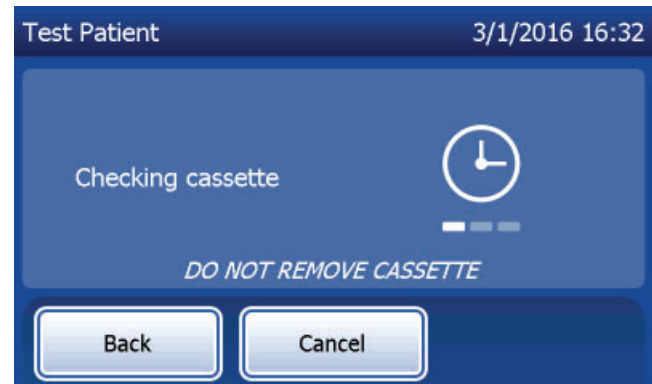 Test Patient 3/1/2016 16:32
Checking cassette
DO NOT REMOVE CASSETTE
Back Cancel